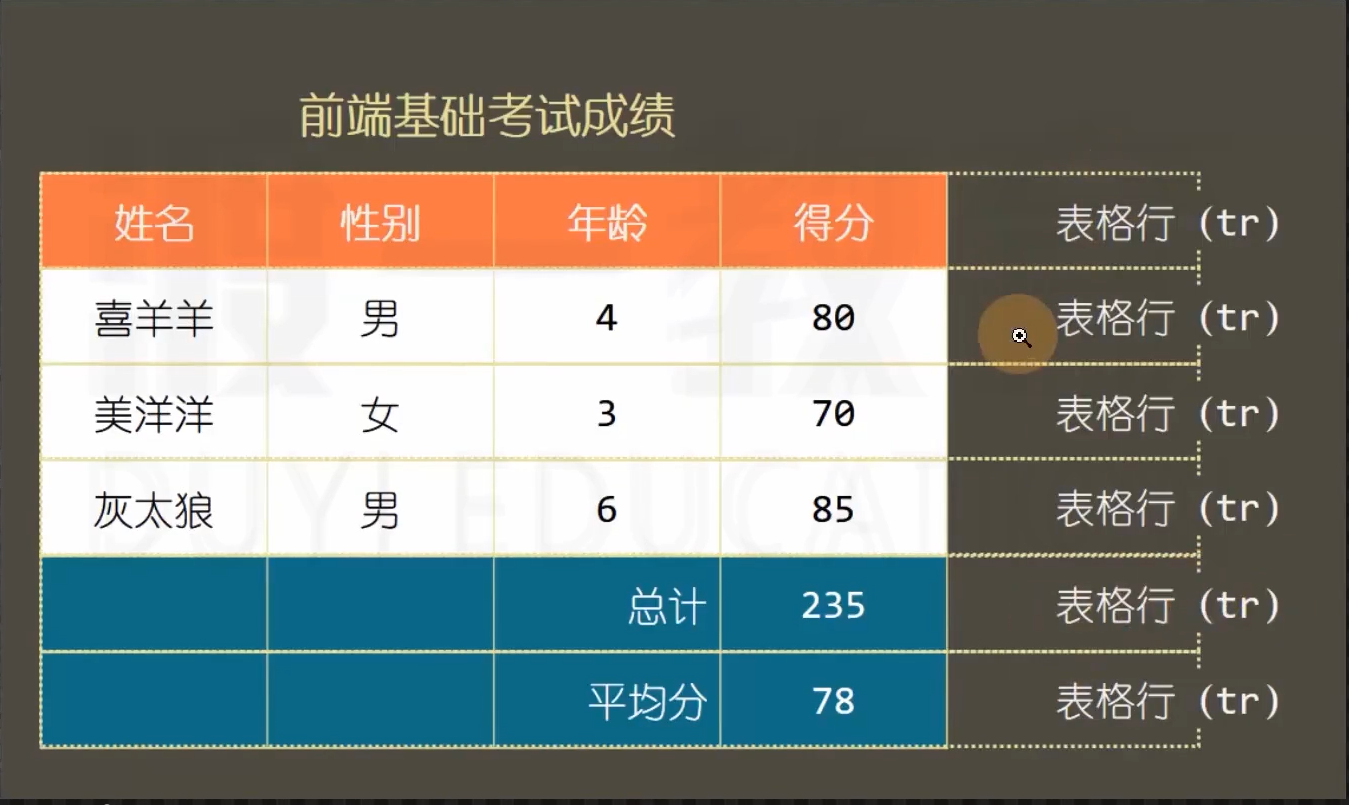 前端基础考试成绩
姓名 性别 年龄 得分 表格行 (tr)
喜羊羊 男 4 80 表格行 (tr)
美洋洋 女 3 70 表格行 (tr)
灰太狼 男 6 85 表格行 (tr)
总计 235 表格行 (tr)
平均分 78 表格行 (tr)
DUYI EDUCAT